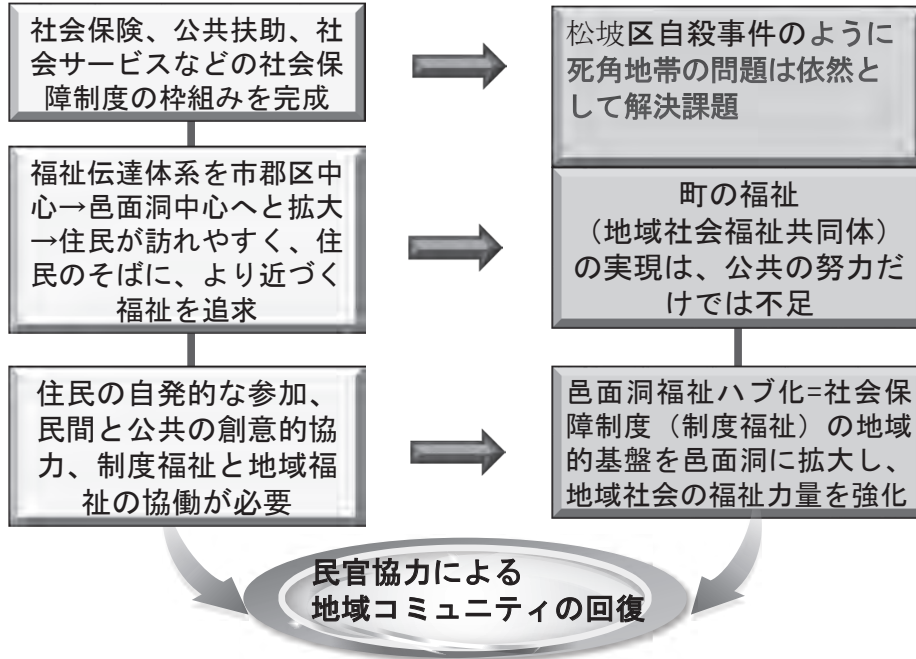 社会保険、公共扶助、社
会サービスなどの社会保
障制度の枠組みを完成
松坡区自殺事件のように
死角地帯の問題は依然と
して解決課題
福祉伝達体系を市郡区中
心→邑面洞中心へと拡大
→住民が訪れやすく、住
民のそばに、より近づく
福祉を追求
町の福祉
（地域社会福祉共同体）
の実現は、公共の努力だ
けでは不足
住民の自発的な参加、
民間と公共の創意的協
力、制度福祉と地域福
祉の協働が必要
邑面洞福祉ハブ化=社会保
障制度（制度福祉）の地域
的基盤を邑面洞に拡大し、
地域社会の福祉力量を強化
民官協力による
地域コミュニティの回復